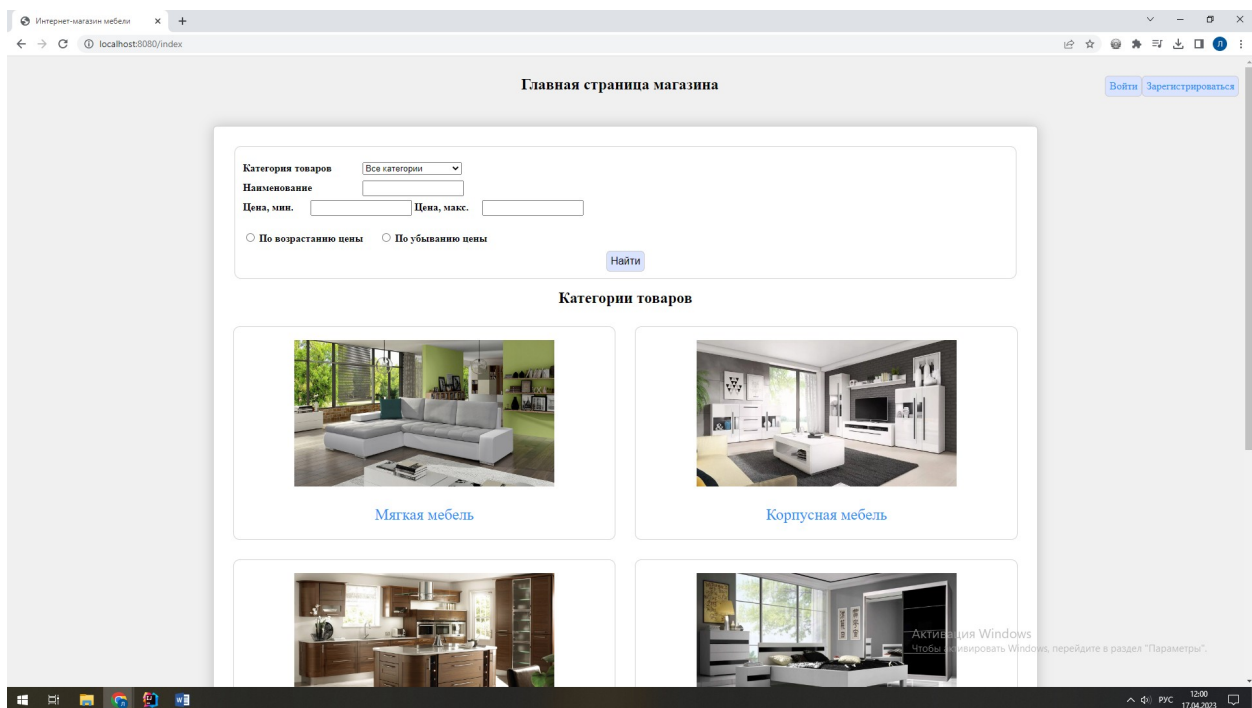 Интернет-магазин мебели
localhost:8080/index
Л
Главная страница магазина
Войти Зарегистрироваться
Категория товаров Все категории
Наименование
Цена, мин. Цена, макс.
По возрастанию цены По убыванию цены
Найти
Категории товаров
Мягкая мебель Корпусная мебель
Активация Windows
Чтобы активировать Windows, перейдите в раздел "Параметры".
РУС
12:00
17.04.2023